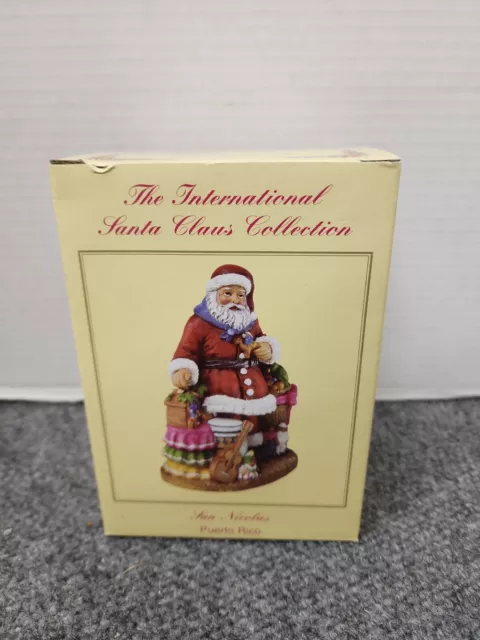 The International
Santa Claus Collection
San Nicolas
Puerto Rico